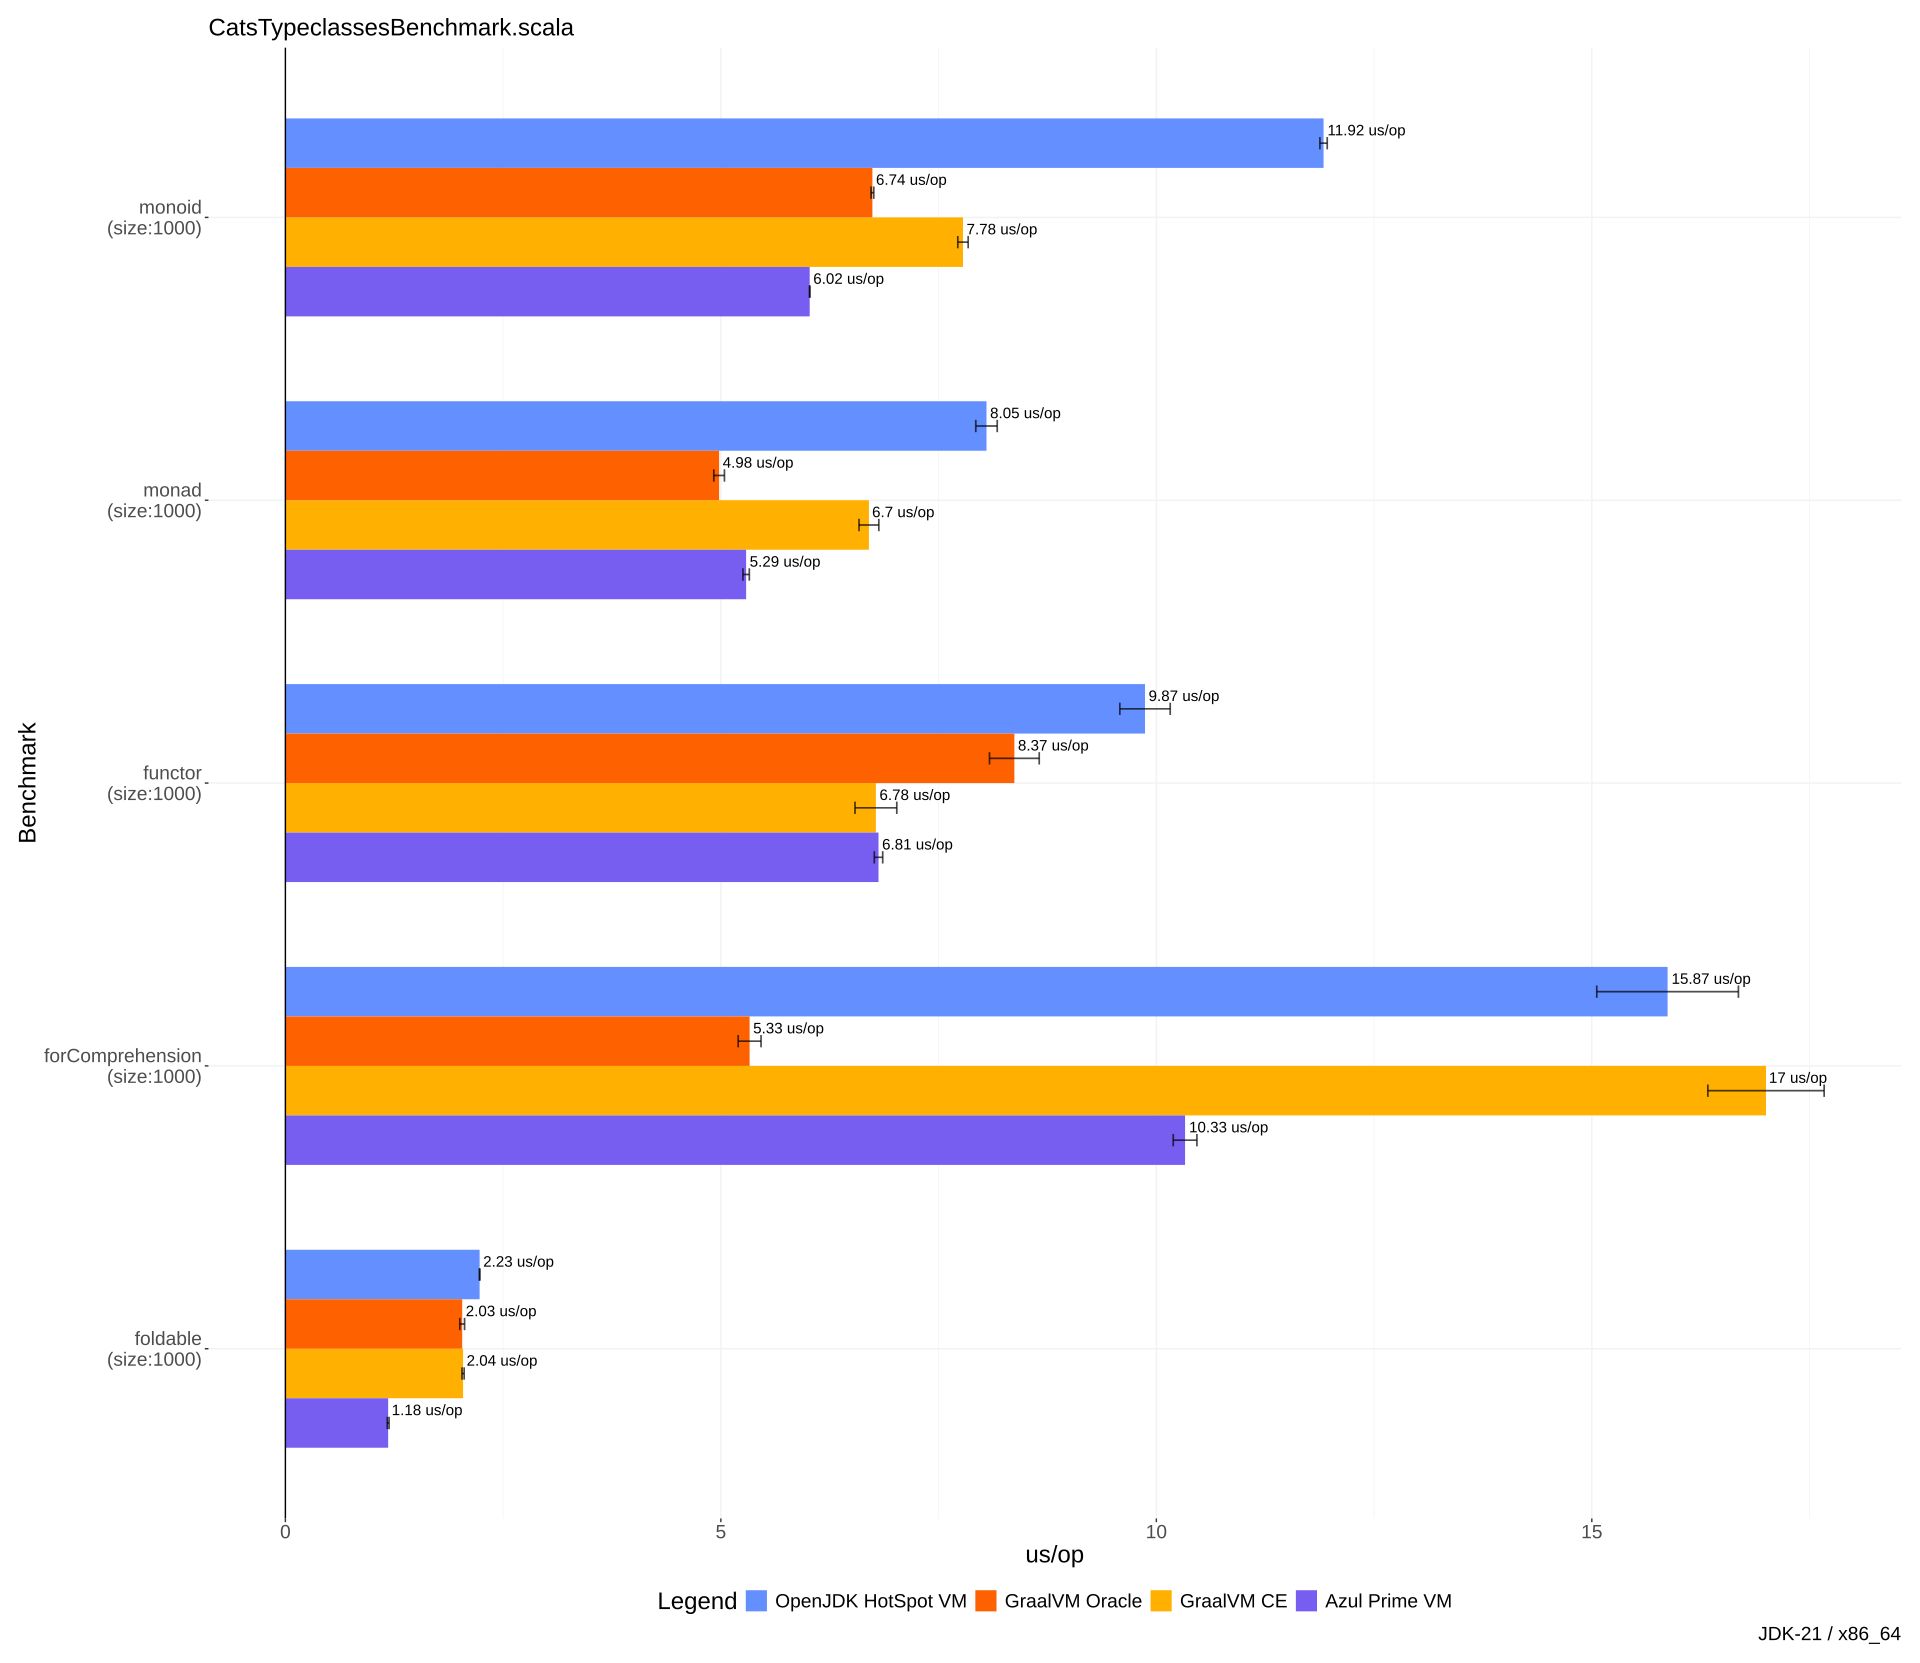 CatsTypeclassesBenchmark.scala
Benchmark
monoid
(size:1000)
11.92 us/op
6.74 us/op
7.78 us/op
6.02 us/op
monad
(size:1000)
8.05 us/op
4.98 us/op
6.7 us/op
5.29 us/op
functor
(size:1000)
9.87 us/op
8.37 us/op
6.78 us/op
6.81 us/op
forComprehension
(size:1000)
15.87 us/op
5.33 us/op
17 us/op
10.33 us/op
foldable
(size:1000)
2.23 us/op
2.03 us/op
2.04 us/op
1.18 us/op
0 5 10 15
us/op
Legend OpenJDK HotSpot VM GraalVM Oracle GraalVM CE Azul Prime VM
JDK-21 / x86_64